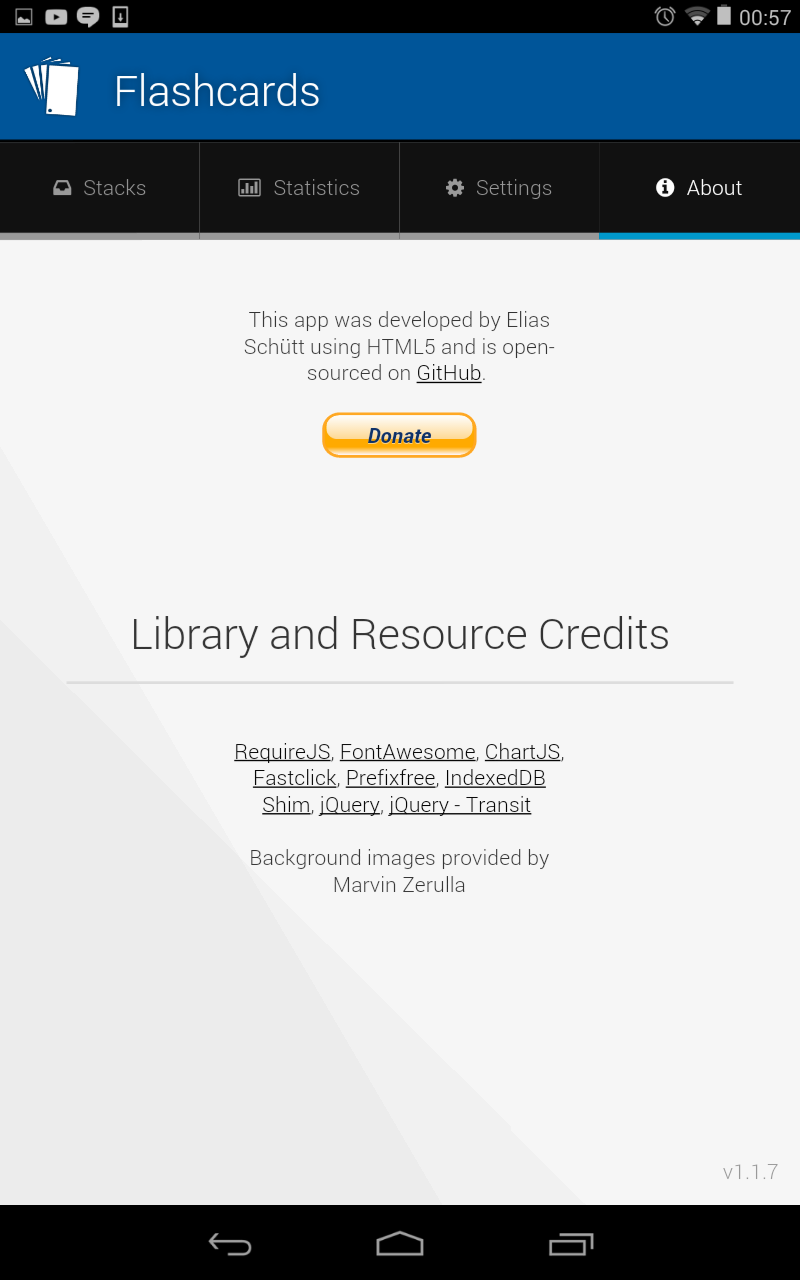 00:57
Flashcards
Stacks
Statistics
Settings
About
This app was developed by Elias
Schütt using HTML5 and is open-
sourced on GitHub.
Donate
Library and Resource Credits
RequireJS, FontAwesome, ChartJS,
Fastclick, Prefixfree, IndexedDB
Shim, jQuery, jQuery - Transit
Background images provided by
Marvin Zerulla
v1.1.7